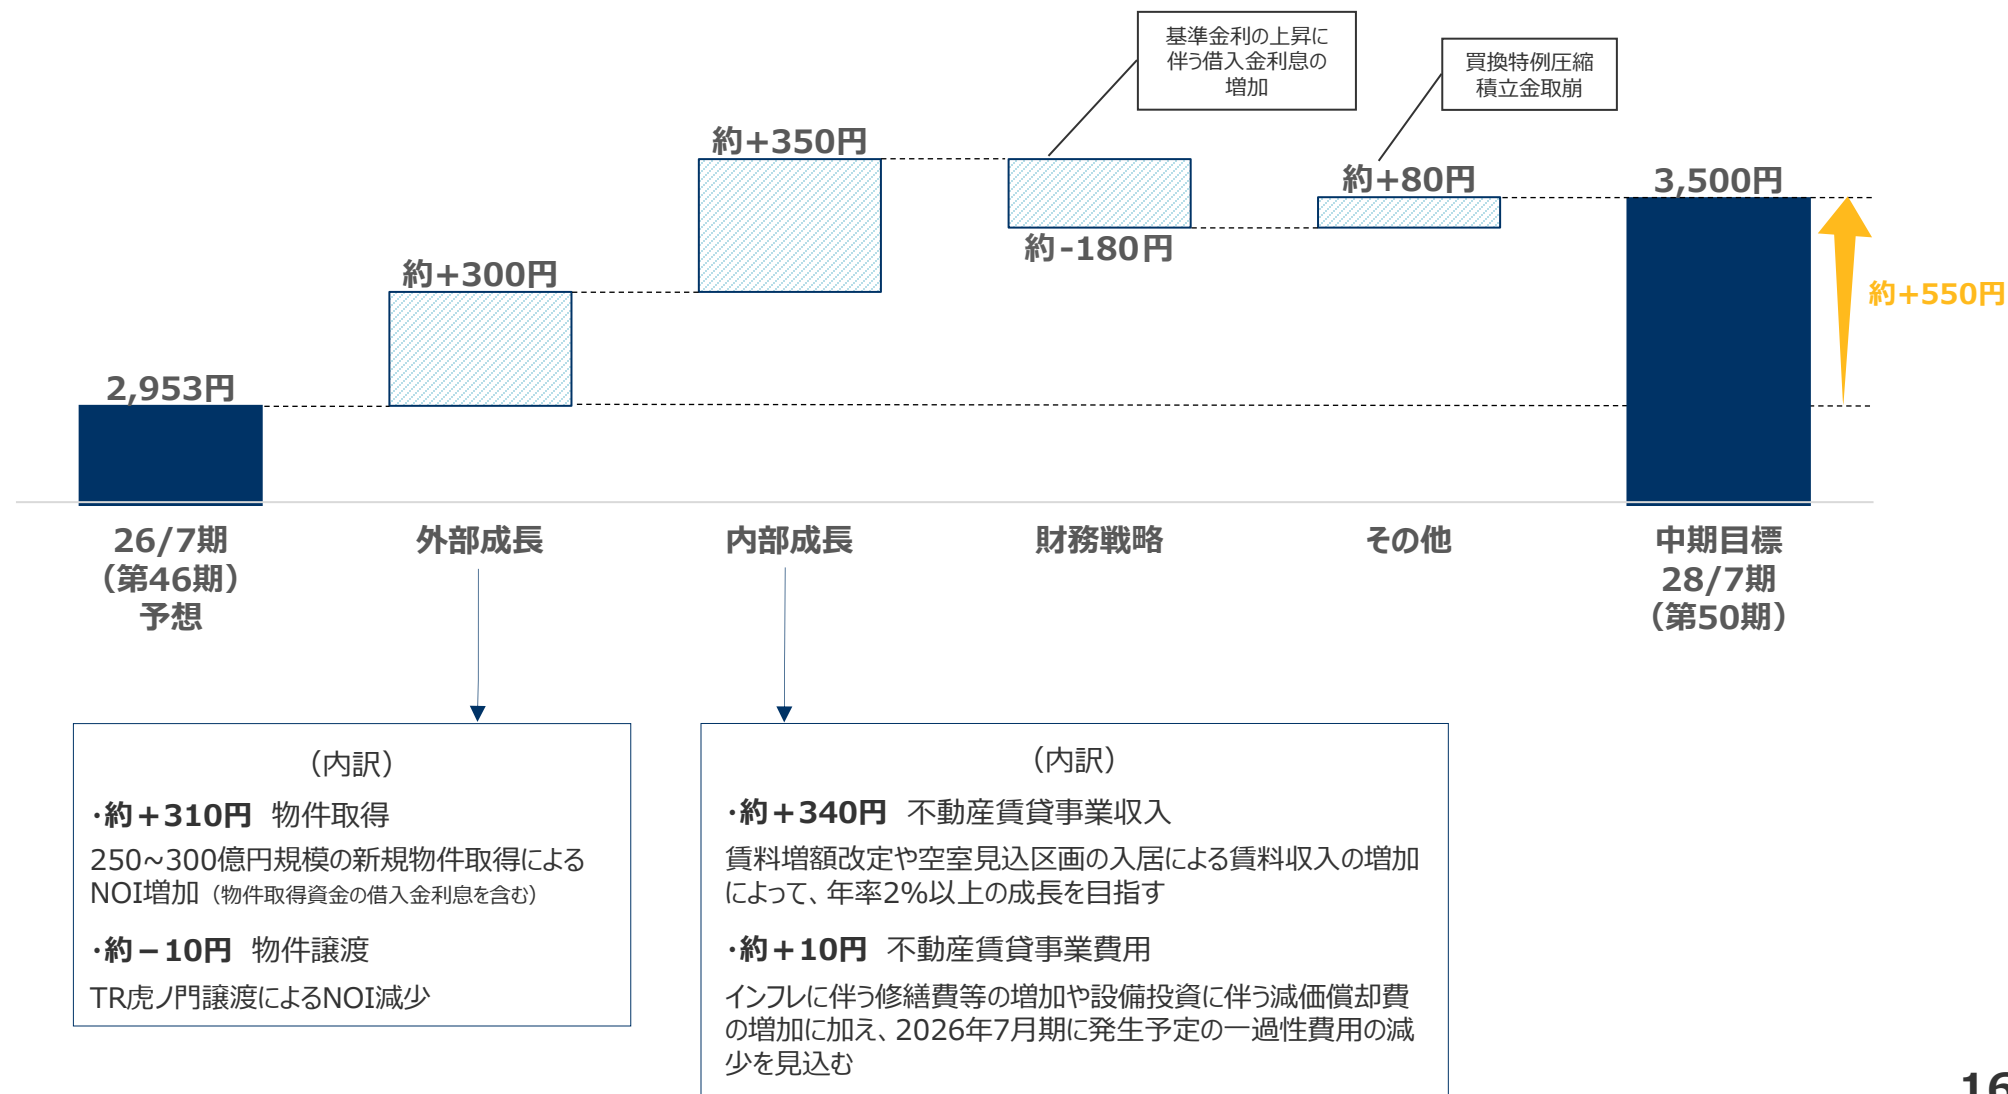 基準金利の上昇に
伴う借入金利息の
増加
買換特例圧縮
積立金取崩
約+350円
約+80円
3,500円
約-180円
約+300円
約+550円
2,953円
26/7期
（第46期）
予想
外部成長
内部成長
財務戦略
その他
中期目標
28/7期
（第50期）
（内訳）
・約＋310円 物件取得
250~300億円規模の新規物件取得による
NOI増加（物件取得資金の借入金利息を含む）
・約－10円 物件譲渡
TR虎ノ門譲渡によるNOI減少
（内訳）
・約＋340円 不動産賃貸事業収入
賃料増額改定や空室見込区画の入居による賃料収入の増加
によって、年率2%以上の成長を目指す
・約＋10円 不動産賃貸事業費用
インフレに伴う修繕費等の増加や設備投資に伴う減価償却費
の増加に加え、2026年7月期に発生予定の一過性費用の減
少を見込む
16